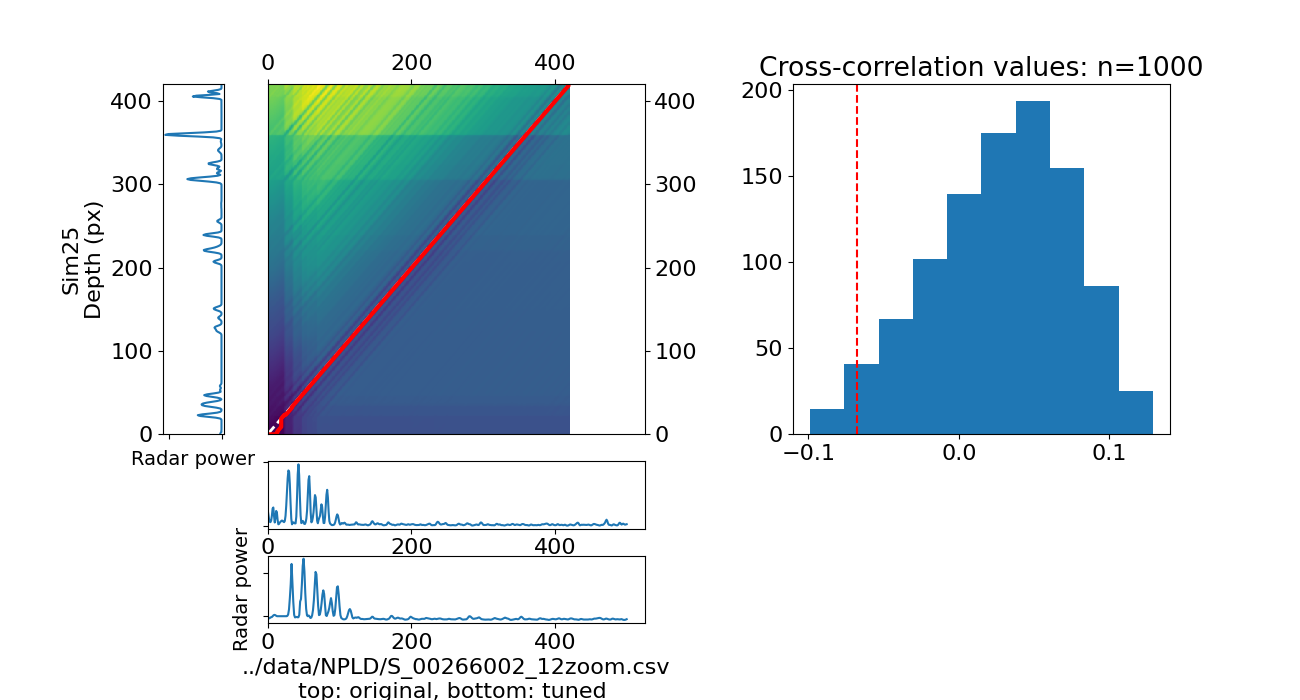 Cross-correlation values: n=1000
0 200 400
400
300
200
100
0
Sim25
Depth (px)
400
300
200
100
0
200
150
100
50
0
−0.1 0.0 0.1
Radar power
0 200 400
Radar power
0 200 400
../data/NPLD/S_00266002_12zoom.csv
top: original, bottom: tuned